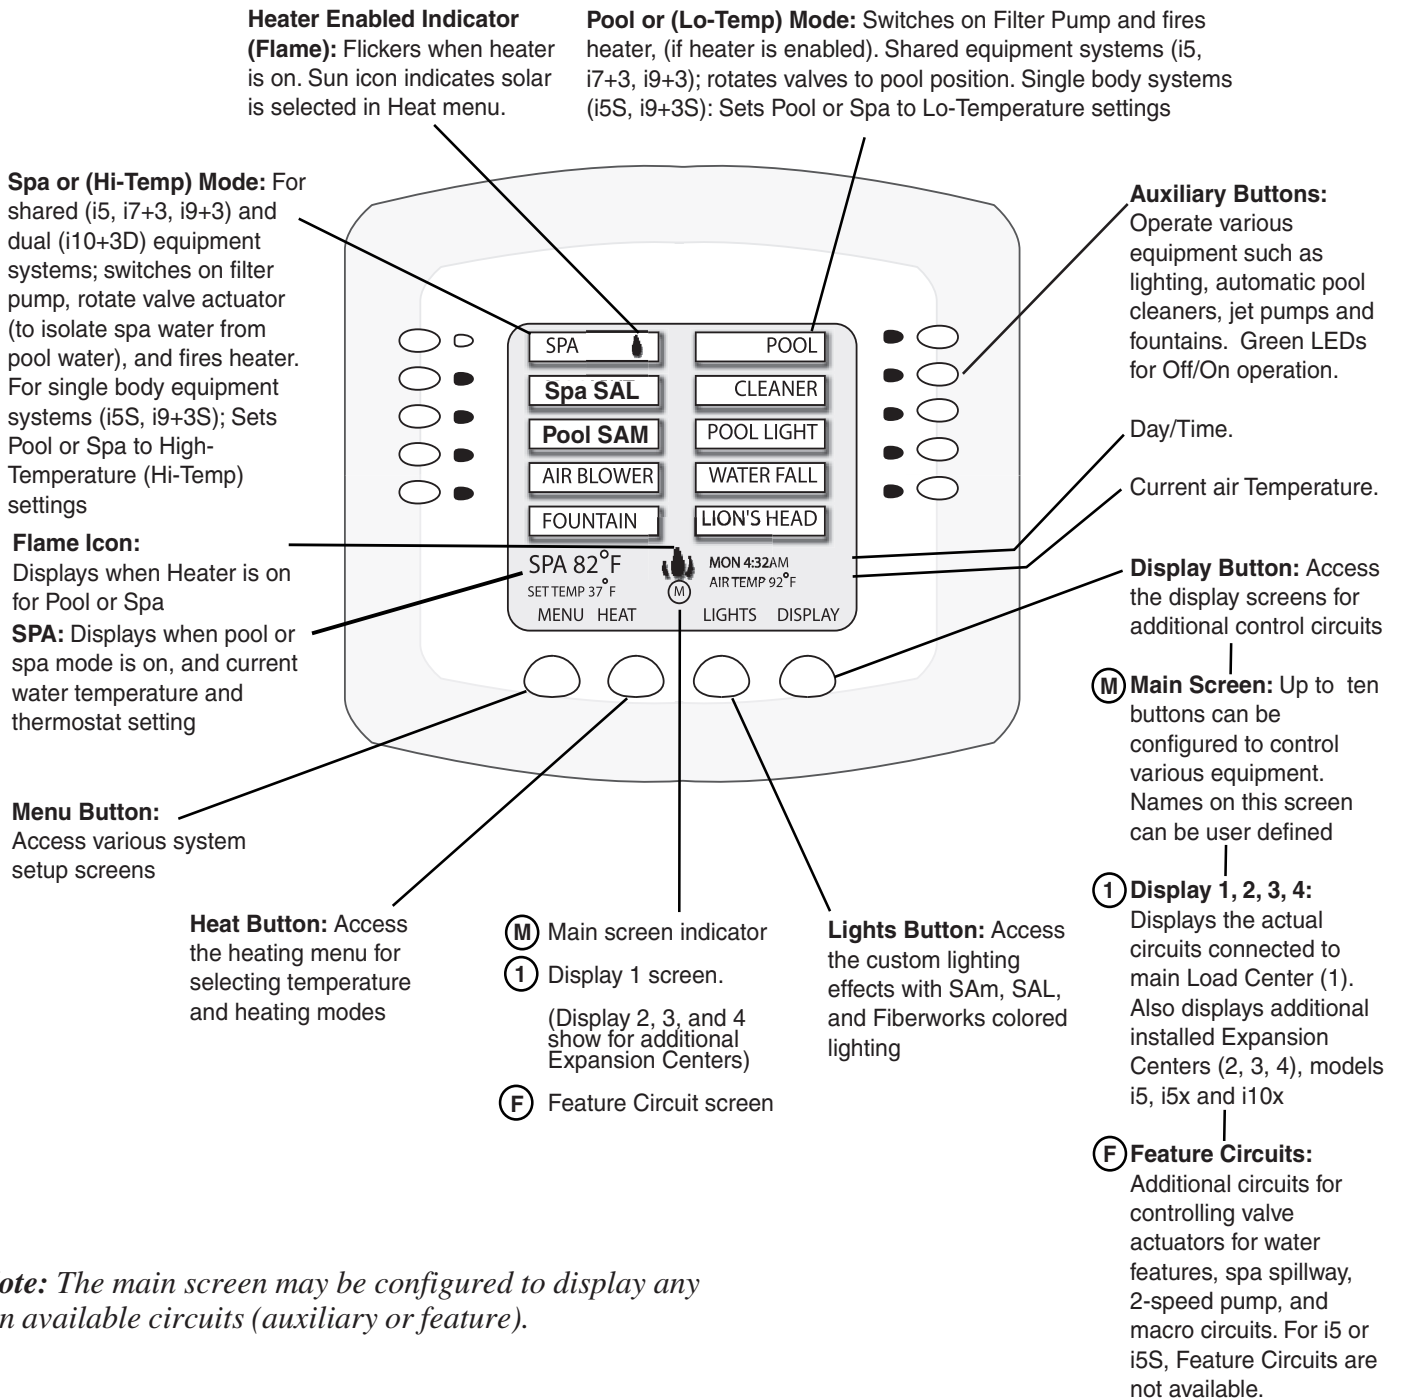 Heater Enabled Indicator
(Flame): Flickers when heater
is on. Sun icon indicates solar
is selected in Heat menu.
Pool or (Lo-Temp) Mode: Switches on Filter Pump and fires
heater, (if heater is enabled). Shared equipment systems (i5,
i7+3, i9+3); rotates valves to pool position. Single body systems
(i5S, i9+3S): Sets Pool or Spa to Lo-Temperature settings
Spa or (Hi-Temp) Mode: For
shared (i5, i7+3, i9+3) and
dual (i10+3D) equipment
systems; switches on filter
pump, rotate valve actuator
(to isolate spa water from
pool water), and fires heater.
For single body equipment
systems (i5S, i9+3S); Sets
Pool or Spa to High-
Temperature (Hi-Temp)
settings
Flame Icon:
Displays when Heater is on
for Pool or Spa
SPA: Displays when pool or
spa mode is on, and current
water temperature and
thermostat setting
Menu Button:
Access various system
setup screens
SPA
Spa SAL
Pool SAM
AIR BLOWER
FOUNTAIN
POOL
CLEANER
POOL LIGHT
WATER FALL
LION'S HEAD
SPA 82°F
SET TEMP 37°F
M
MON 4:32AM
AIR TEMP 92°F
MENU HEAT LIGHTS DISPLAY
Auxiliary Buttons:
Operate various
equipment such as
lighting, automatic pool
cleaners, jet pumps and
fountains. Green LEDs
for Off/On operation.
Day/Time.
Current air Temperature.
Display Button: Access
the display screens for
additional control circuits
M Main Screen: Up to ten
buttons can be
configured to control
various equipment.
Names on this screen
can be user defined
1 Display 1, 2, 3, 4:
Displays the actual
circuits connected to
main Load Center (1).
Also displays additional
installed Expansion
Centers (2, 3, 4), models
i5, i5x and i10x
F Feature Circuits:
Additional circuits for
controlling valve
actuators for water
features, spa spillway,
2-speed pump, and
macro circuits. For i5 or
i5S, Feature Circuits are
not available.
Heat Button: Access
the heating menu for
selecting temperature
and heating modes
M Main screen indicator
1 Display 1 screen.
(Display 2, 3, and 4
show for additional
Expansion Centers)
F Feature Circuit screen
Lights Button: Access
the custom lighting
effects with SAm, SAL,
and Fiberworks colored
lighting
ote: The main screen may be configured to display any
n available circuits (auxiliary or feature).